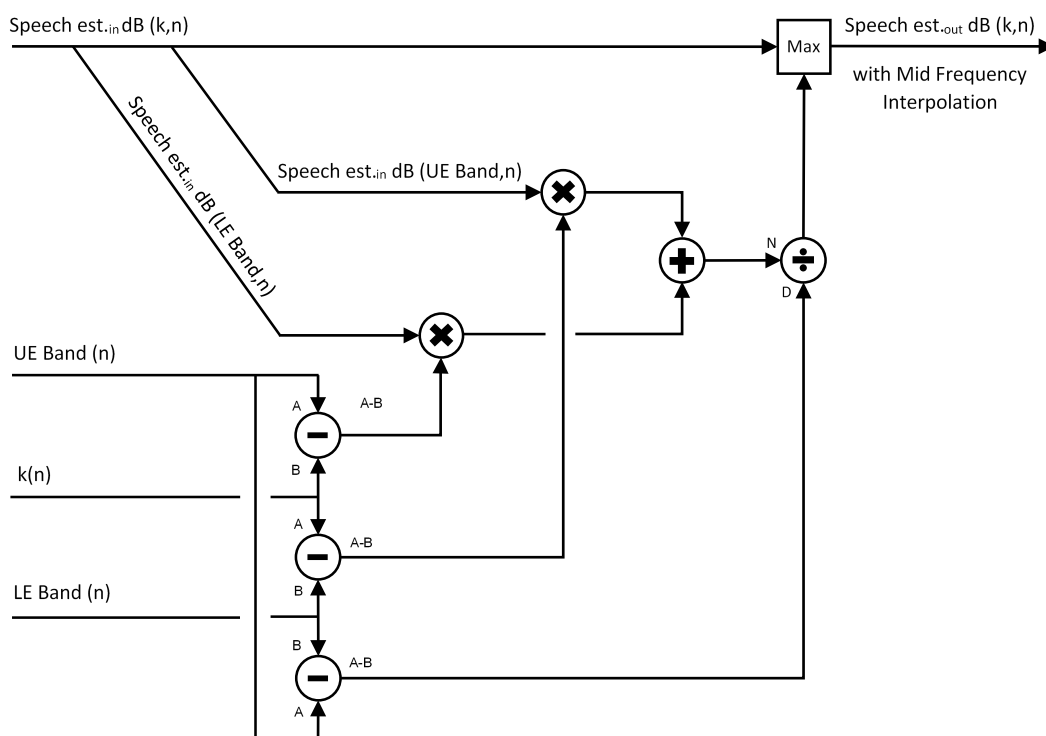 Speech est.in dB (k,n)
Speech est.out dB (k,n)
Max
with Mid Frequency
Interpolation
Speech est.in dB (LE Band,n)
Speech est.in dB (UE Band,n)
N
D
UE Band (n)
A
A-B
B
k(n)
A
A-B
B
LE Band (n)
B
A-B
A